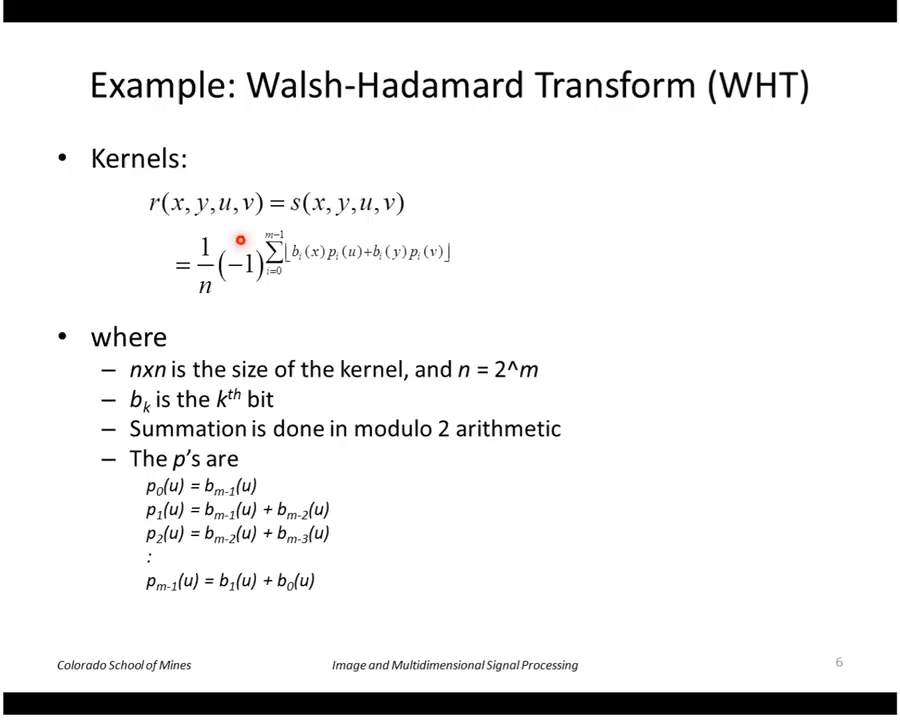 Example: Walsh-Hadamard Transform (WHT)
• Kernels:
r(x, y, u, v) = s(x, y, u, v)
= \frac{1}{n} (-1)^{\sum_{i=0}^{m-1} ⌊ b_i(x) p_i(u) + b_i(y) p_i(v) ⌋}
• where
– nxn is the size of the kernel, and n = 2^m
– b_k is the k^{th} bit
– Summation is done in modulo 2 arithmetic
– The p’s are
p_0(u) = b_{m-1}(u)
p_1(u) = b_{m-1}(u) + b_{m-2}(u)
p_2(u) = b_{m-2}(u) + b_{m-3}(u)
:
p_{m-1}(u) = b_1(u) + b_0(u)
Colorado School of Mines
Image and Multidimensional Signal Processing
6